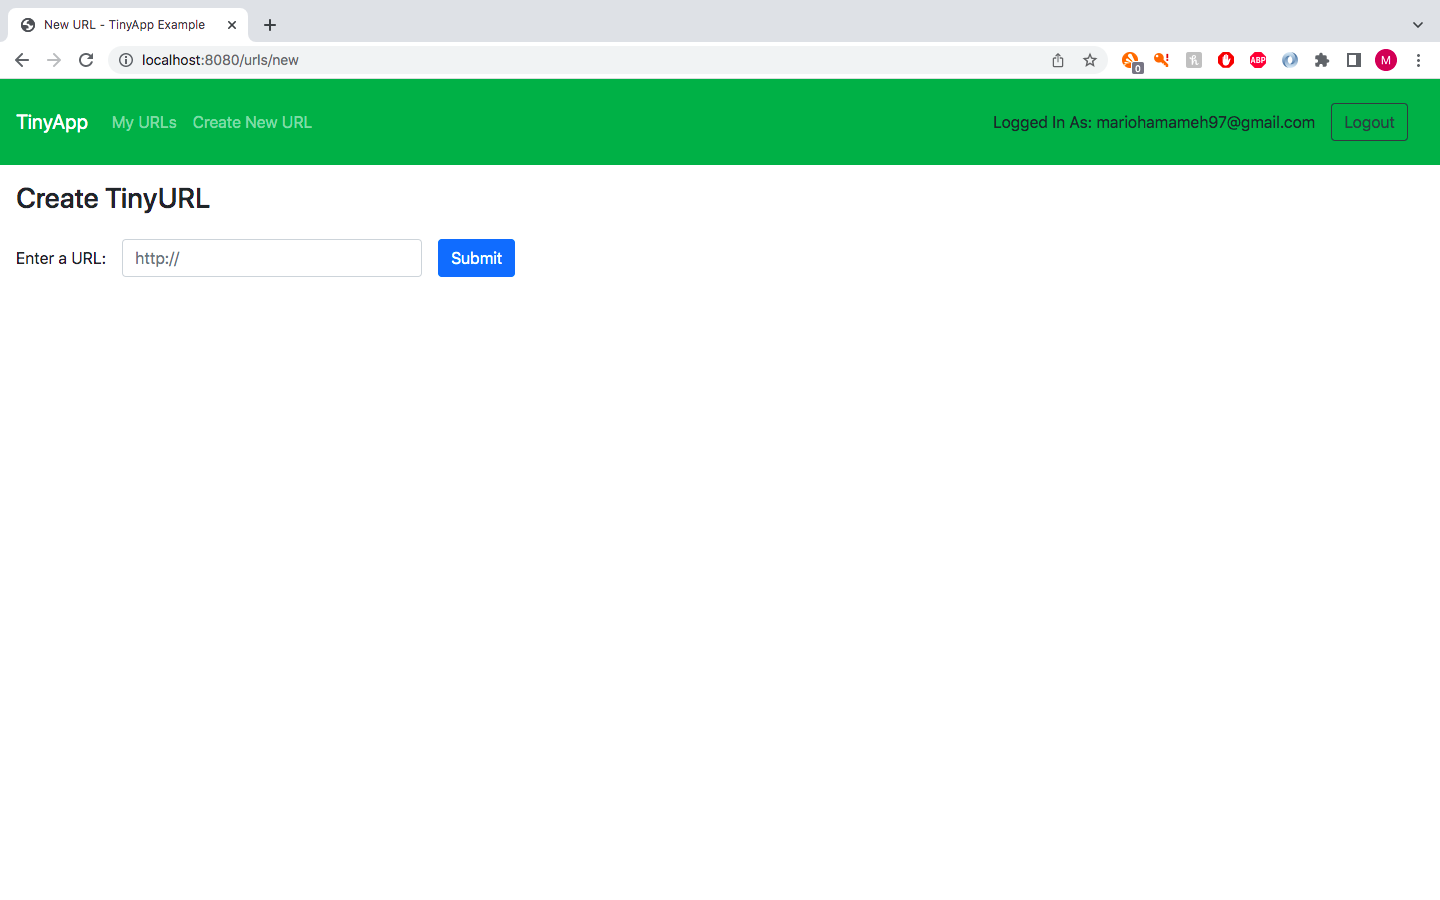 New URL - TinyApp Example
localhost:8080/urls/new
0
ABP
M
TinyApp My URLs Create New URL Logged In As: mariohamameh97@gmail.com Logout
Create TinyURL
Enter a URL: http:// Submit